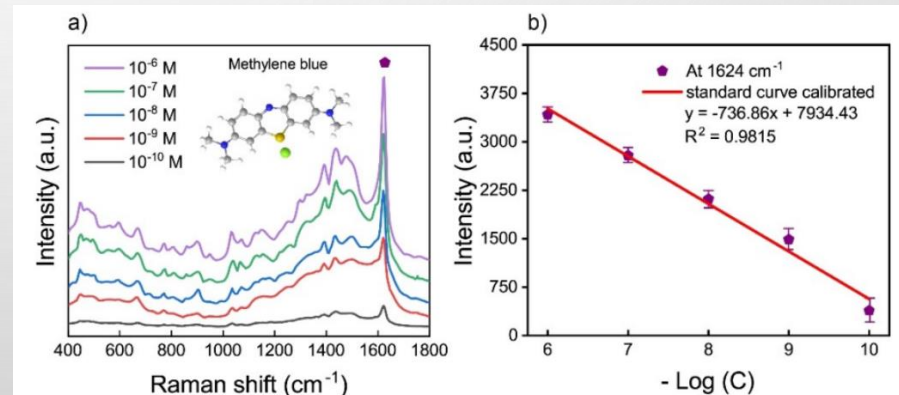 a)
10⁻⁶ M
10⁻⁷ M
10⁻⁸ M
10⁻⁹ M
10⁻¹⁰ M
Methylene blue
Intensity (a.u.)
400 600 800 1000 1200 1400 1600 1800
Raman shift (cm⁻¹)
b)
4500
3750
3000
2250
1500
750
0
Intensity (a.u.)
At 1624 cm⁻¹
standard curve calibrated
y = -736.86x + 7934.43
R² = 0.9815
6 7 8 9 10
- Log (C)